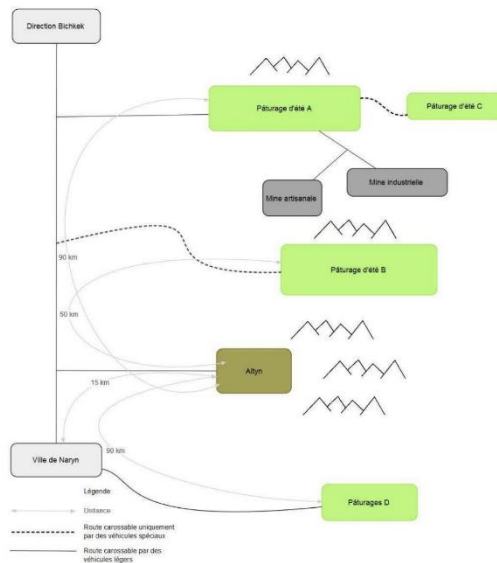 Direction Bichkek
Pâturage d'été A
Pâturage d'été C
Mine artisanale
Mine industrielle
90 km
Pâturage d'été B
50 km
Altyn
15 km
90 km
Ville de Naryn
Pâturages D
Légende
Distance
Route carossable uniquement
par des véhicules spéciaux
Route carossable par des
véhicules légers